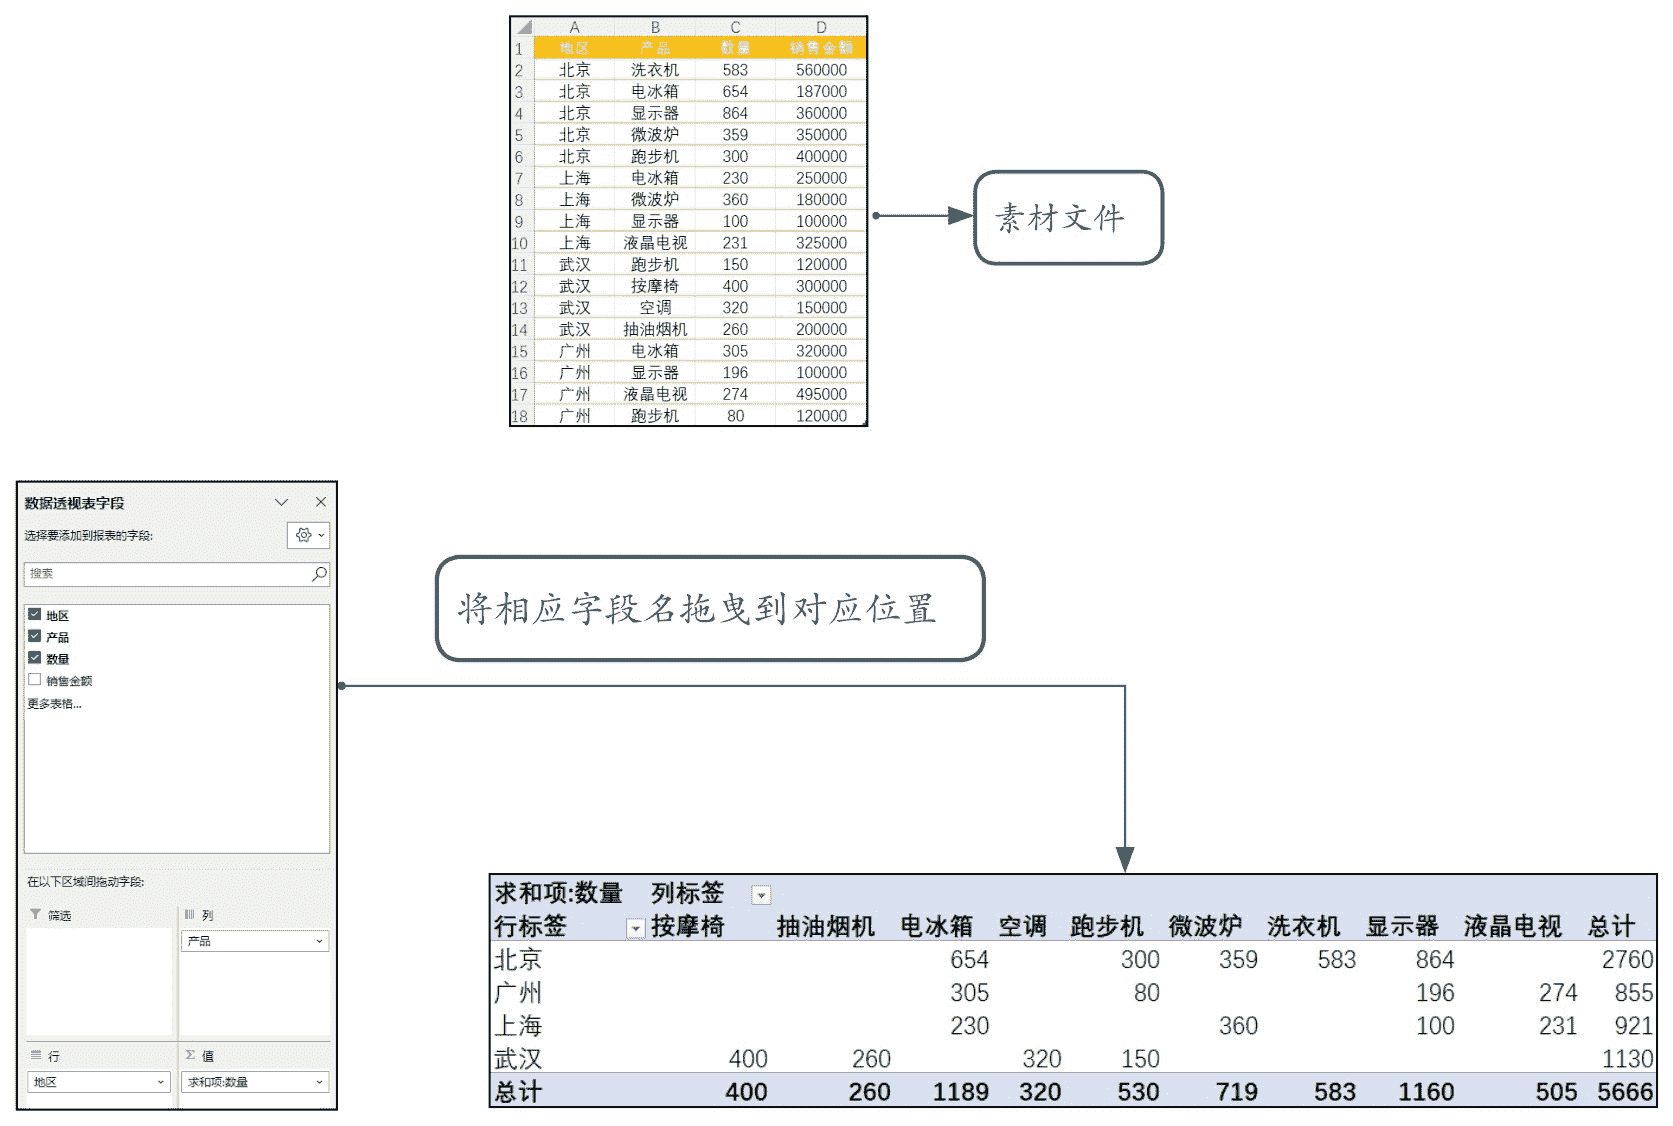 A B C D
1 地区 产品 数量 销售金额
2 北京 洗衣机 583 560000
3 北京 电冰箱 654 187000
4 北京 显示器 864 360000
5 北京 微波炉 359 350000
6 北京 跑步机 300 400000
7 上海 电冰箱 230 250000
8 上海 微波炉 360 180000
9 上海 显示器 100 100000
10 上海 液晶电视 231 325000
11 武汉 跑步机 150 120000
12 武汉 按摩椅 400 300000
13 武汉 空调 320 150000
14 武汉 抽油烟机 260 200000
15 广州 电冰箱 305 320000
16 广州 显示器 196 100000
17 广州 液晶电视 274 495000
18 广州 跑步机 80 120000
素材文件
数据透视表字段
选择要添加到报表的字段:
搜索
地区
产品
数量
销售金额
更多表格...
在以下区域间拖动字段:
筛选 列
产品
行 Σ 值
地区 求和项:数量
将相应字段名拖曳到对应位置
求和项:数量 列标签
行标签 按摩椅 抽油烟机 电冰箱 空调 跑步机 微波炉 洗衣机 显示器 液晶电视 总计
北京 654 300 359 583 864 2760
广州 305 80 196 274 855
上海 230 360 100 231 921
武汉 400 260 320 150 1130
总计 400 260 1189 320 530 719 583 1160 505 5666